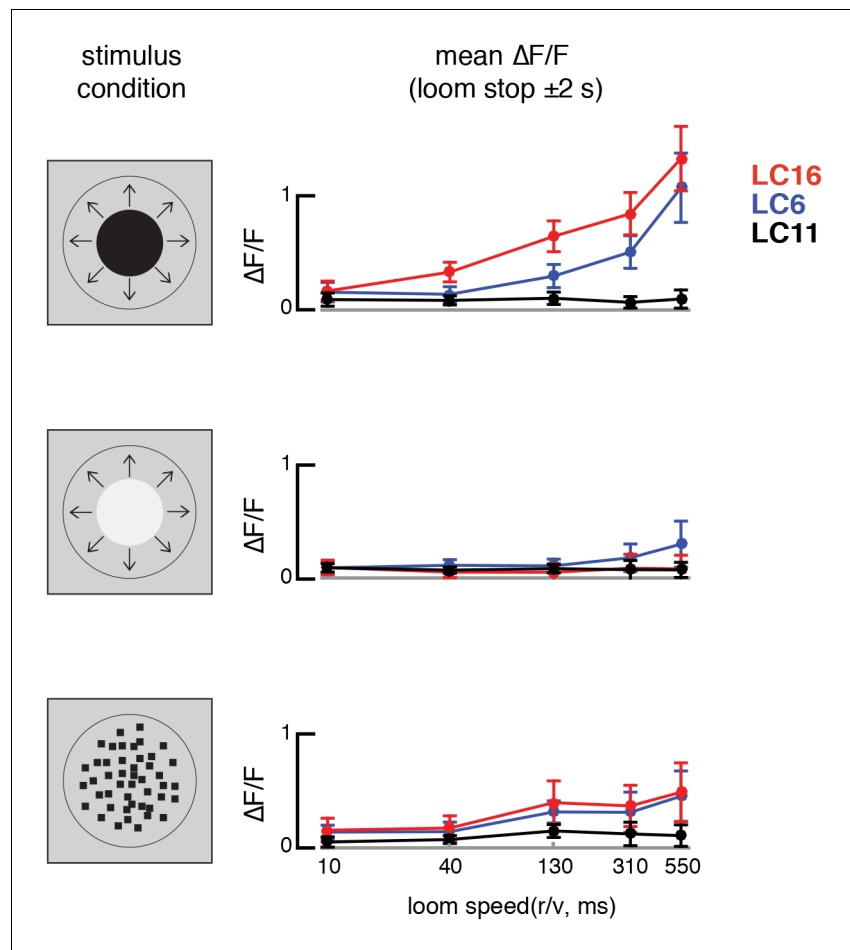 stimulus
condition
mean ΔF/F
(loom stop ±2 s)
LC16
LC6
LC11
ΔF/F
1
0
ΔF/F
1
0
ΔF/F
1
0
10 40 130 310 550
loom speed(r/v, ms)